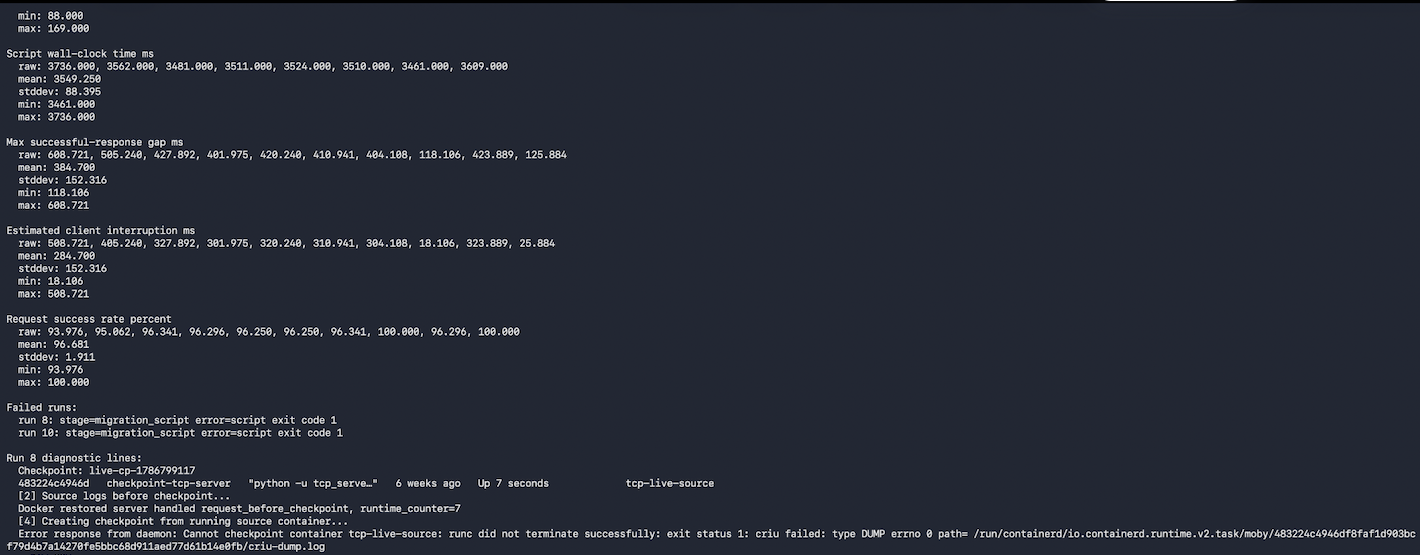 min: 88.000
max: 169.000
Script wall-clock time ms
raw: 3736.000, 3562.000, 3481.000, 3511.000, 3524.000, 3510.000, 3461.000, 3609.000
mean: 3549.250
stddev: 88.395
min: 3461.000
max: 3736.000
Max successful-response gap ms
raw: 608.721, 505.240, 427.892, 401.975, 420.240, 410.941, 404.108, 118.106, 423.889, 125.884
mean: 384.700
stddev: 152.316
min: 118.106
max: 608.721
Estimated client interruption ms
raw: 508.721, 405.240, 327.892, 301.975, 320.240, 310.941, 304.108, 18.106, 323.889, 25.884
mean: 284.700
stddev: 152.316
min: 18.106
max: 508.721
Request success rate percent
raw: 93.976, 95.062, 96.341, 96.296, 96.250, 96.250, 96.341, 100.000, 96.296, 100.000
mean: 96.681
stddev: 1.911
min: 93.976
max: 100.000
Failed runs:
run 8: stage=migration_script error=script exit code 1
run 10: stage=migration_script error=script exit code 1
Run 8 diagnostic lines:
Checkpoint: live-cp-1786799117
483224c4946d   checkpoint-tcp-server   "python -u tcp_serve…"   6 weeks ago   Up 7 seconds             tcp-live-source
[2] Source logs before checkpoint...
Docker restored server handled request_before_checkpoint, runtime_counter=7
[4] Creating checkpoint from running source container...
Error response from daemon: Cannot checkpoint container tcp-live-source: runc did not terminate successfully: exit status 1: criu failed: type DUMP errno 0 path= /run/containerd/io.containerd.runtime.v2.task/moby/483224c4946df8faf1d903bc
f79d4b7a14270fe5bbc68d911aed77d61b14e0fb/criu-dump.log